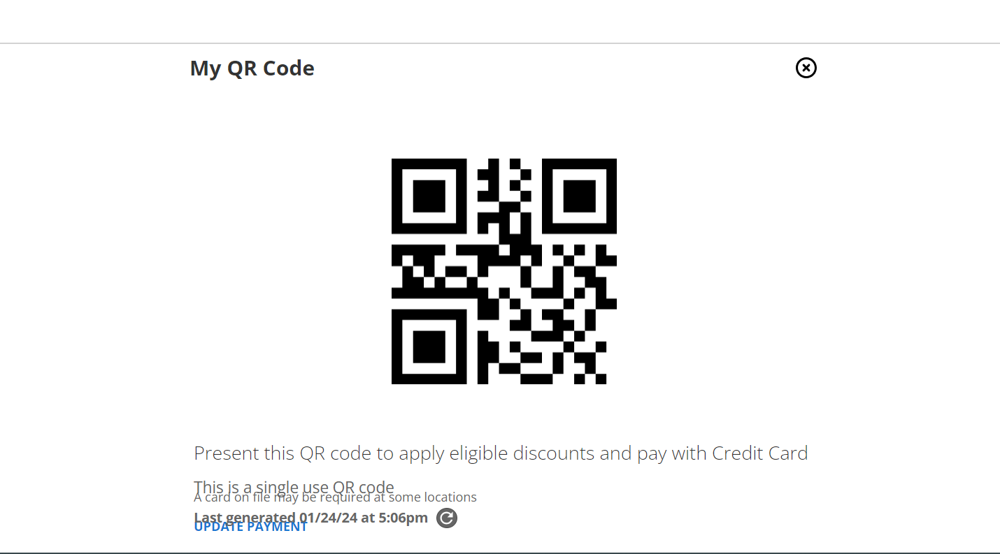 My QR Code
Present this QR code to apply eligible discounts and pay with Credit Card
This is a single use QR code
A card on file may be required at some locations
Last generated 01/24/24 at 5:06pm
UPDATE PAYMENT